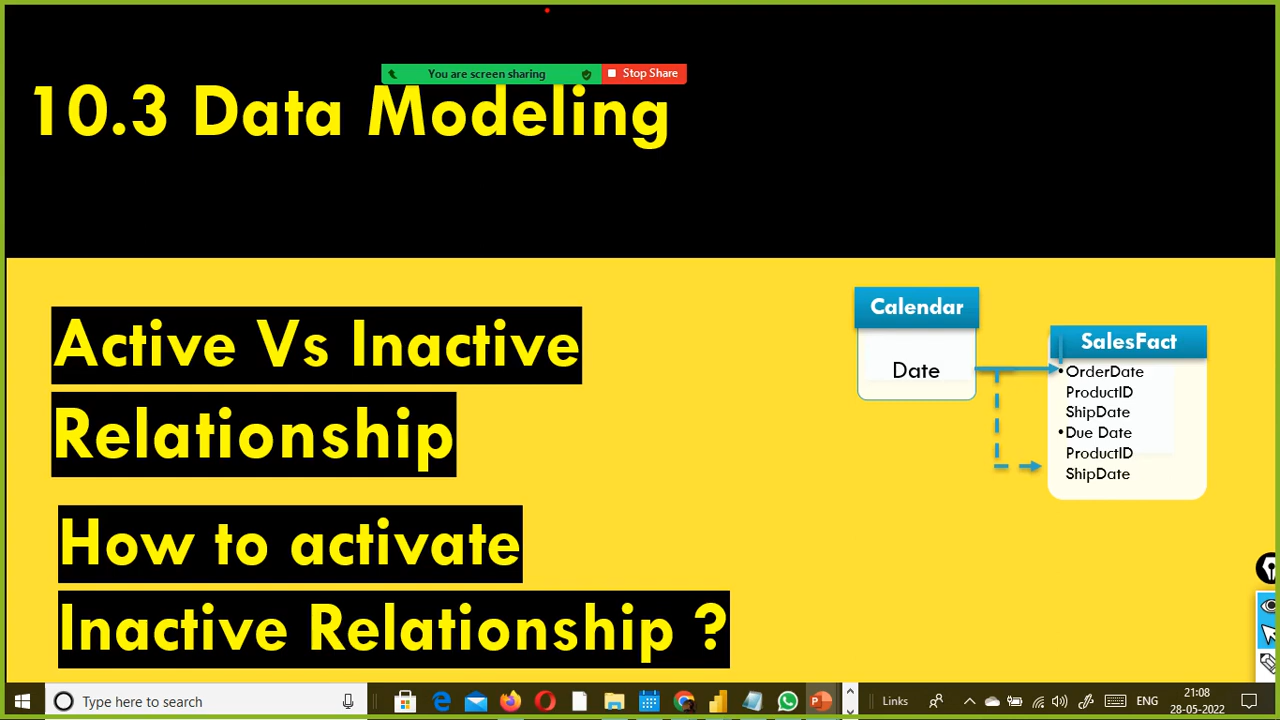 You are screen sharing
Stop Share
10.3 Data Modeling
Active Vs Inactive
Relationship
How to activate
Inactive Relationship ?
Calendar
Date
SalesFact
•OrderDate
ProductID
ShipDate
•Due Date
ProductID
ShipDate
Type here to search
Links
ENG
21:08
28-05-2022